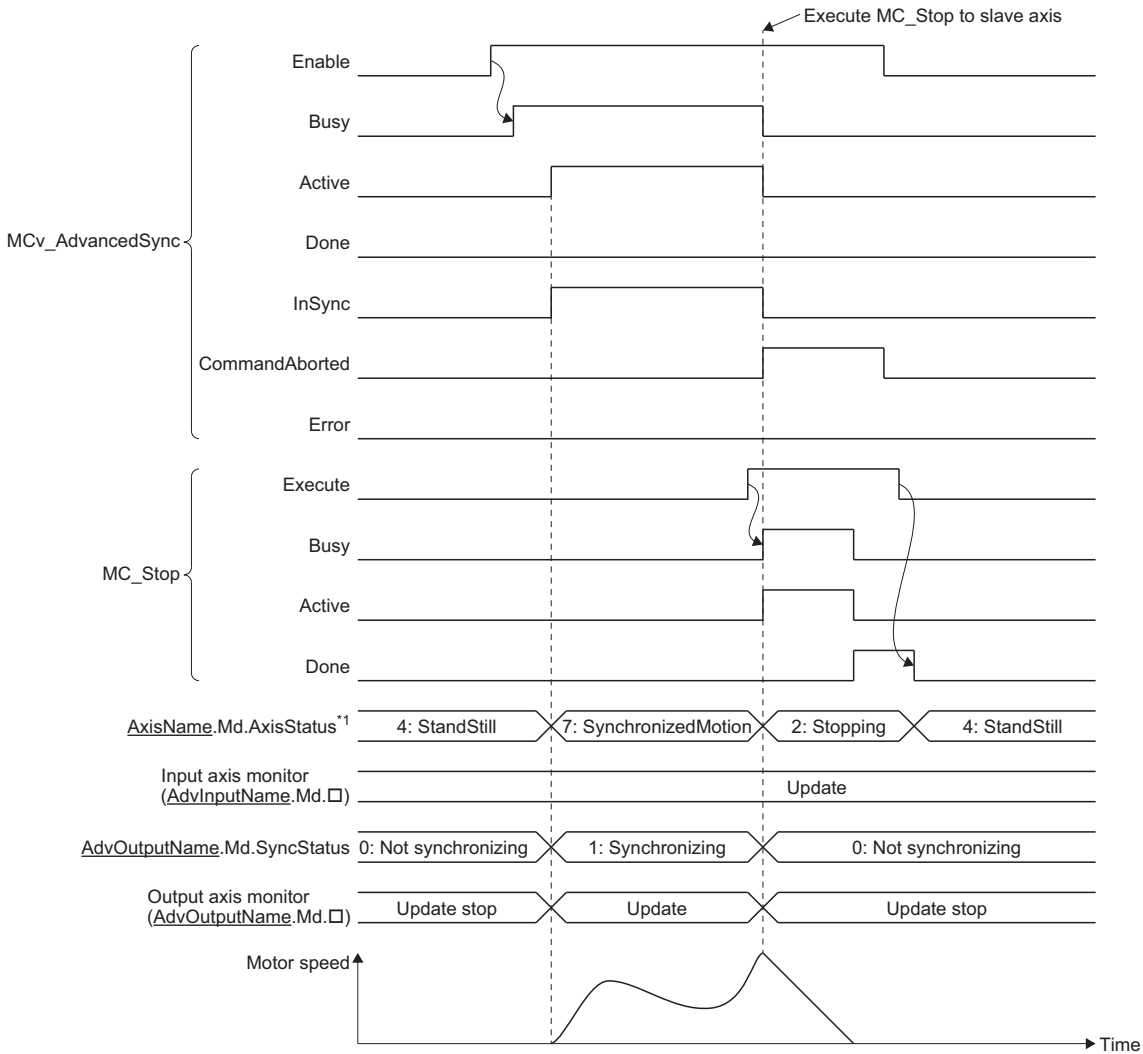 Execute MC_Stop to slave axis
MCv_AdvancedSync
Enable
Busy
Active
Done
InSync
CommandAborted
Error
MC_Stop
Execute
Busy
Active
Done
AxisName.Md.AxisStatus*1 4: StandStill 7: SynchronizedMotion 2: Stopping 4: StandStill
Input axis monitor
(AdvInputName.Md.□) Update
AdvOutputName.Md.SyncStatus 0: Not synchronizing 1: Synchronizing 0: Not synchronizing
Output axis monitor
(AdvOutputName.Md.□) Update stop Update Update stop
Motor speed
Time